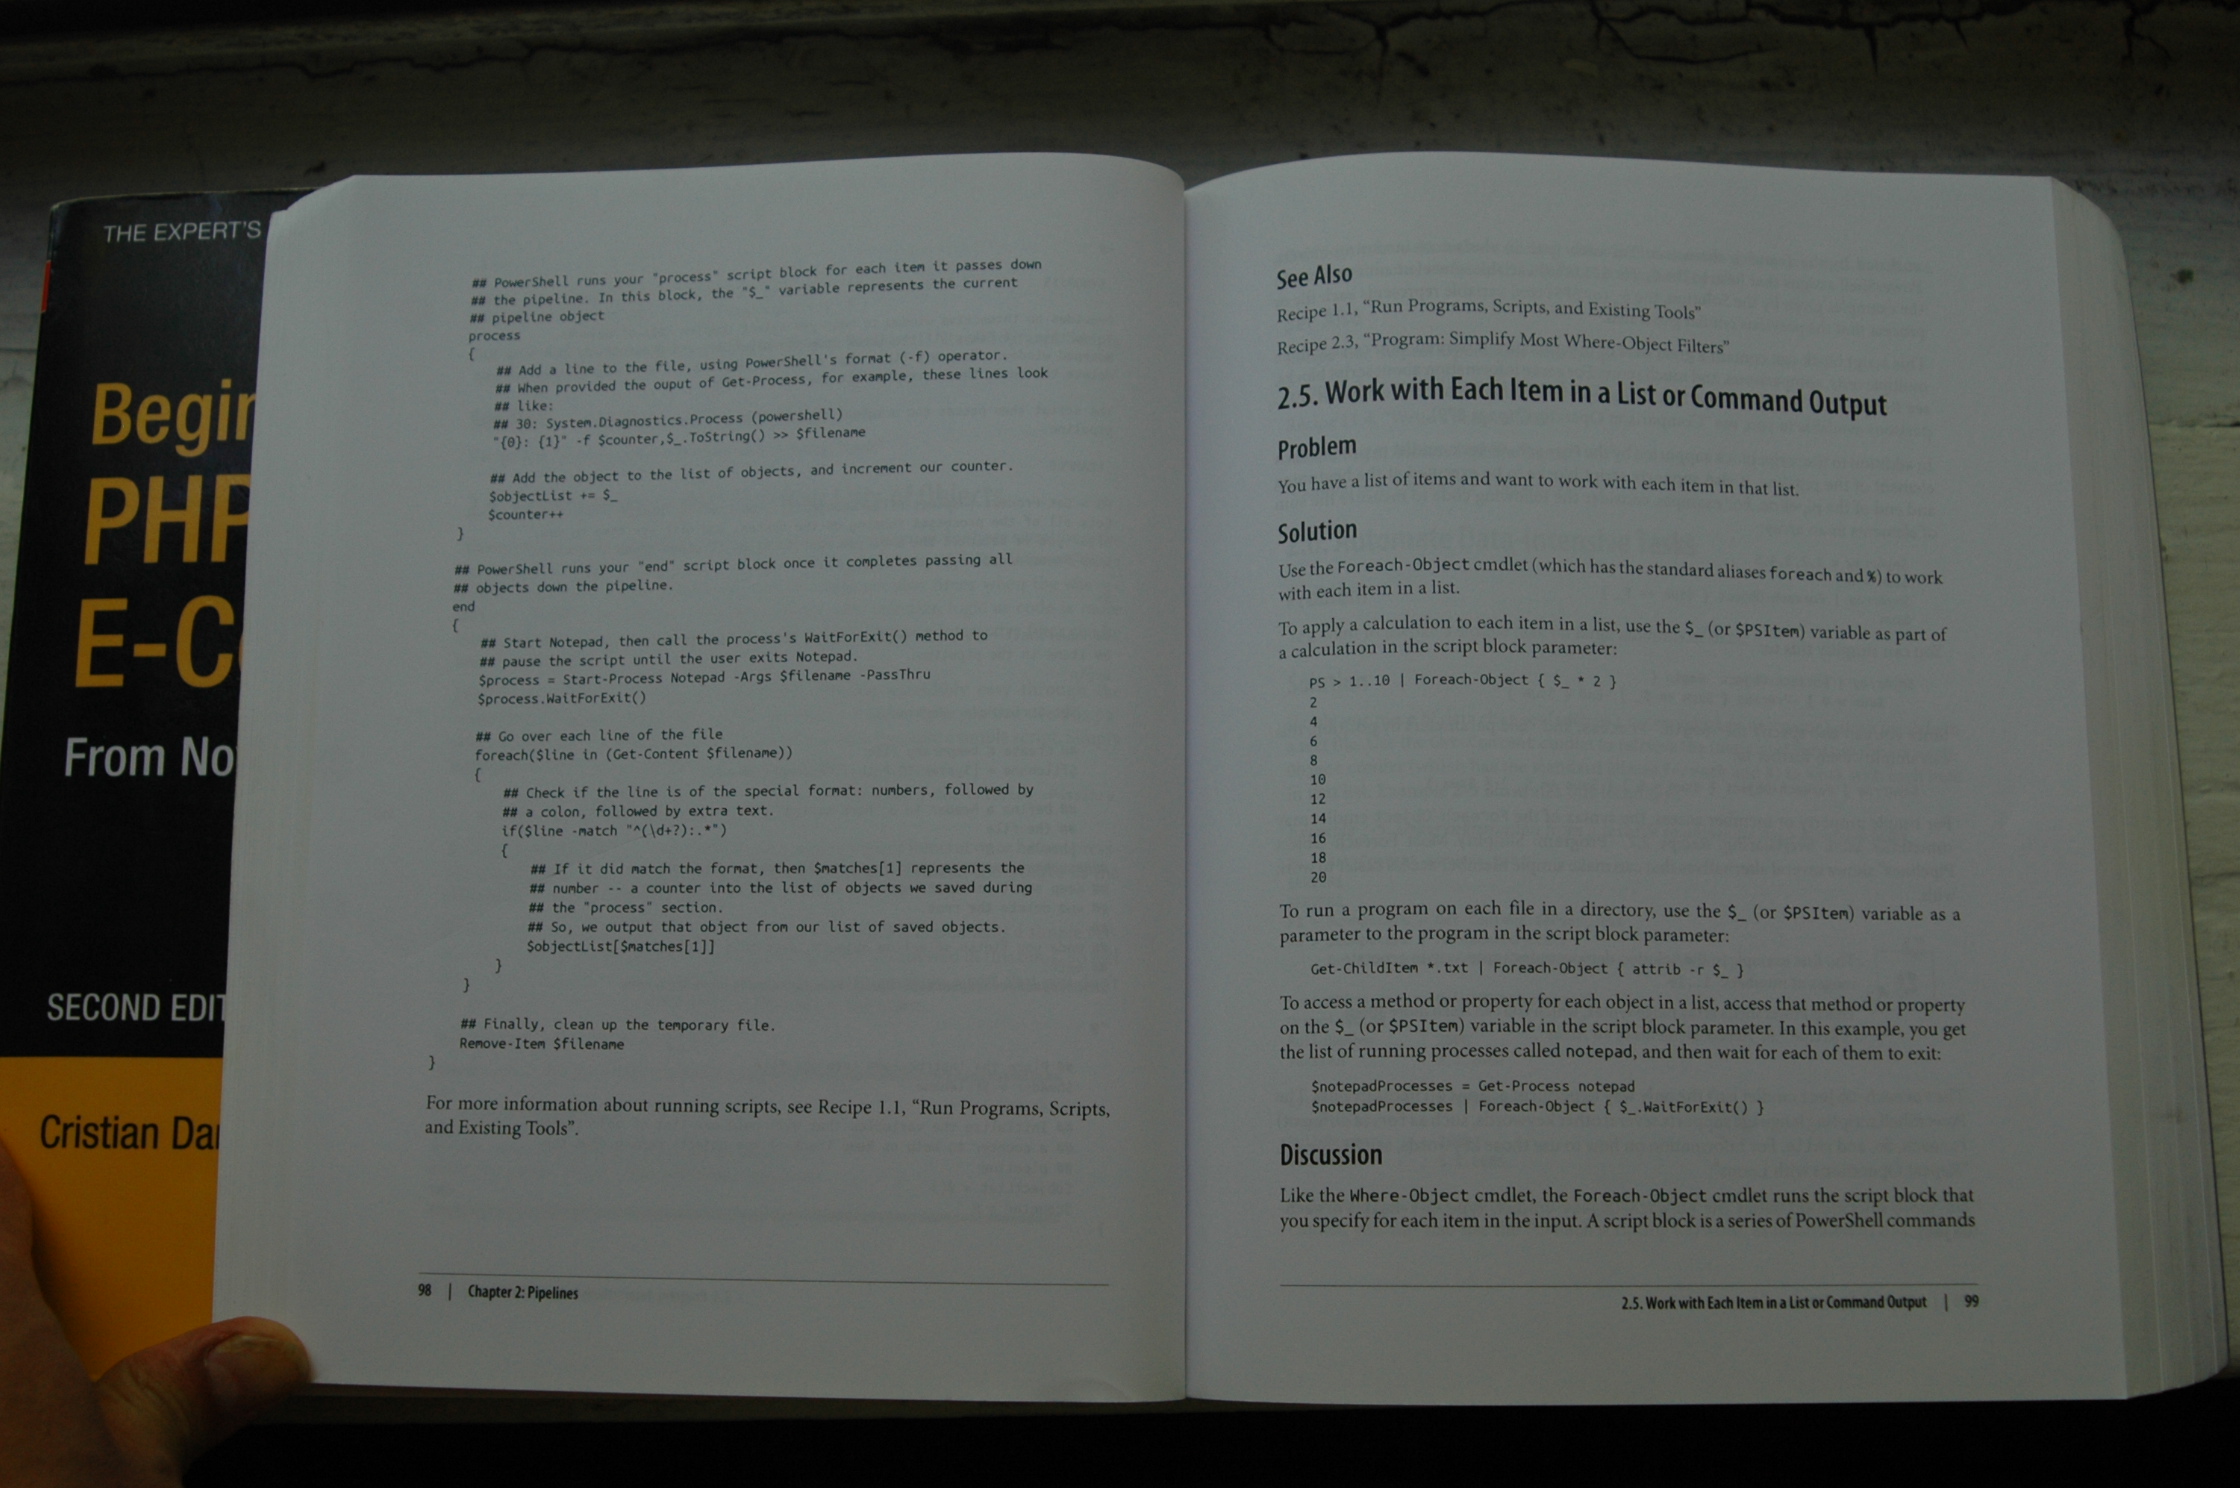 THE EXPERT'S
Begin
PHP
E-C
From No
SECOND EDIT
Cristian Da
## PowerShell runs your "process" script block for each item it passes down
## the pipeline. In this block, the "$_" variable represents the current
## pipeline object
process
{
## Add a line to the file, using PowerShell's format (-f) operator.
## When provided the ouput of Get-Process, for example, these lines look
## like:
## 30: System.Diagnostics.Process (powershell)
"{0}: {1}" -f $counter,$_.ToString() >> $filename
## Add the object to the list of objects, and increment our counter.
$objectList += $_
$counter++
}
## PowerShell runs your "end" script block once it completes passing all
## objects down the pipeline.
end
{
## Start Notepad, then call the process's WaitForExit() method to
## pause the script until the user exits Notepad.
$process = Start-Process Notepad -Args $filename -PassThru
$process.WaitForExit()
## Go over each line of the file
foreach($line in (Get-Content $filename))
{
## Check if the line is of the special format: numbers, followed by
## a colon, followed by extra text.
if($line -match "^(\d+?):.*")
{
## If it did match the format, then $matches[1] represents the
## number -- a counter into the list of objects we saved during
## the "process" section.
## So, we output that object from our list of saved objects.
$objectList[$matches[1]]
}
}
## Finally, clean up the temporary file.
Remove-Item $filename
}
For more information about running scripts, see Recipe 1.1, “Run Programs, Scripts,
and Existing Tools”.
98 | Chapter 2: Pipelines
See Also
Recipe 1.1, “Run Programs, Scripts, and Existing Tools”
Recipe 2.3, “Program: Simplify Most Where-Object Filters”
2.5. Work with Each Item in a List or Command Output
Problem
You have a list of items and want to work with each item in that list.
Solution
Use the Foreach-Object cmdlet (which has the standard aliases foreach and %) to work
with each item in a list.
To apply a calculation to each item in a list, use the $_ (or $PSItem) variable as part of
a calculation in the script block parameter:
PS > 1..10 | Foreach-Object { $_ * 2 }
2
4
6
8
10
12
14
16
18
20
To run a program on each file in a directory, use the $_ (or $PSItem) variable as a
parameter to the program in the script block parameter:
Get-ChildItem *.txt | Foreach-Object { attrib -r $_ }
To access a method or property for each object in a list, access that method or property
on the $_ (or $PSItem) variable in the script block parameter. In this example, you get
the list of running processes called notepad, and then wait for each of them to exit:
$notepadProcesses = Get-Process notepad
$notepadProcesses | Foreach-Object { $_.WaitForExit() }
Discussion
Like the Where-Object cmdlet, the Foreach-Object cmdlet runs the script block that
you specify for each item in the input. A script block is a series of PowerShell commands
2.5. Work with Each Item in a List or Command Output | 99